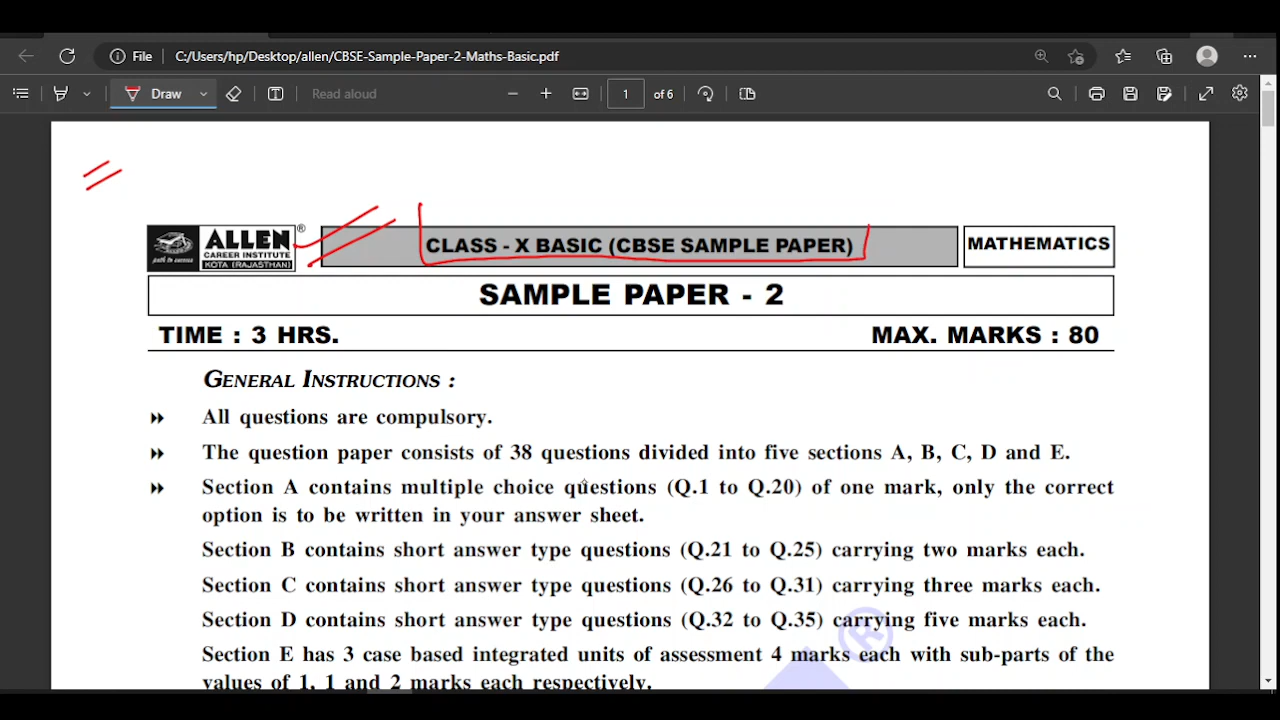 File
C:/Users/hp/Desktop/allen/CBSE-Sample-Paper-2-Maths-Basic.pdf
Draw
Read aloud
1 of 6
ALLEN ®
path to success
CAREER INSTITUTE
KOTA (RAJASTHAN)
CLASS - X BASIC (CBSE SAMPLE PAPER)
MATHEMATICS
SAMPLE PAPER - 2
TIME : 3 HRS. MAX. MARKS : 80
GENERAL INSTRUCTIONS :
All questions are compulsory.
The question paper consists of 38 questions divided into five sections A, B, C, D and E.
Section A contains multiple choice questions (Q.1 to Q.20) of one mark, only the correct
option is to be written in your answer sheet.
Section B contains short answer type questions (Q.21 to Q.25) carrying two marks each.
Section C contains short answer type questions (Q.26 to Q.31) carrying three marks each.
Section D contains short answer type questions (Q.32 to Q.35) carrying five marks each.
®
Section E has 3 case based integrated units of assessment 4 marks each with sub-parts of the
values of 1, 1 and 2 marks each respectively.